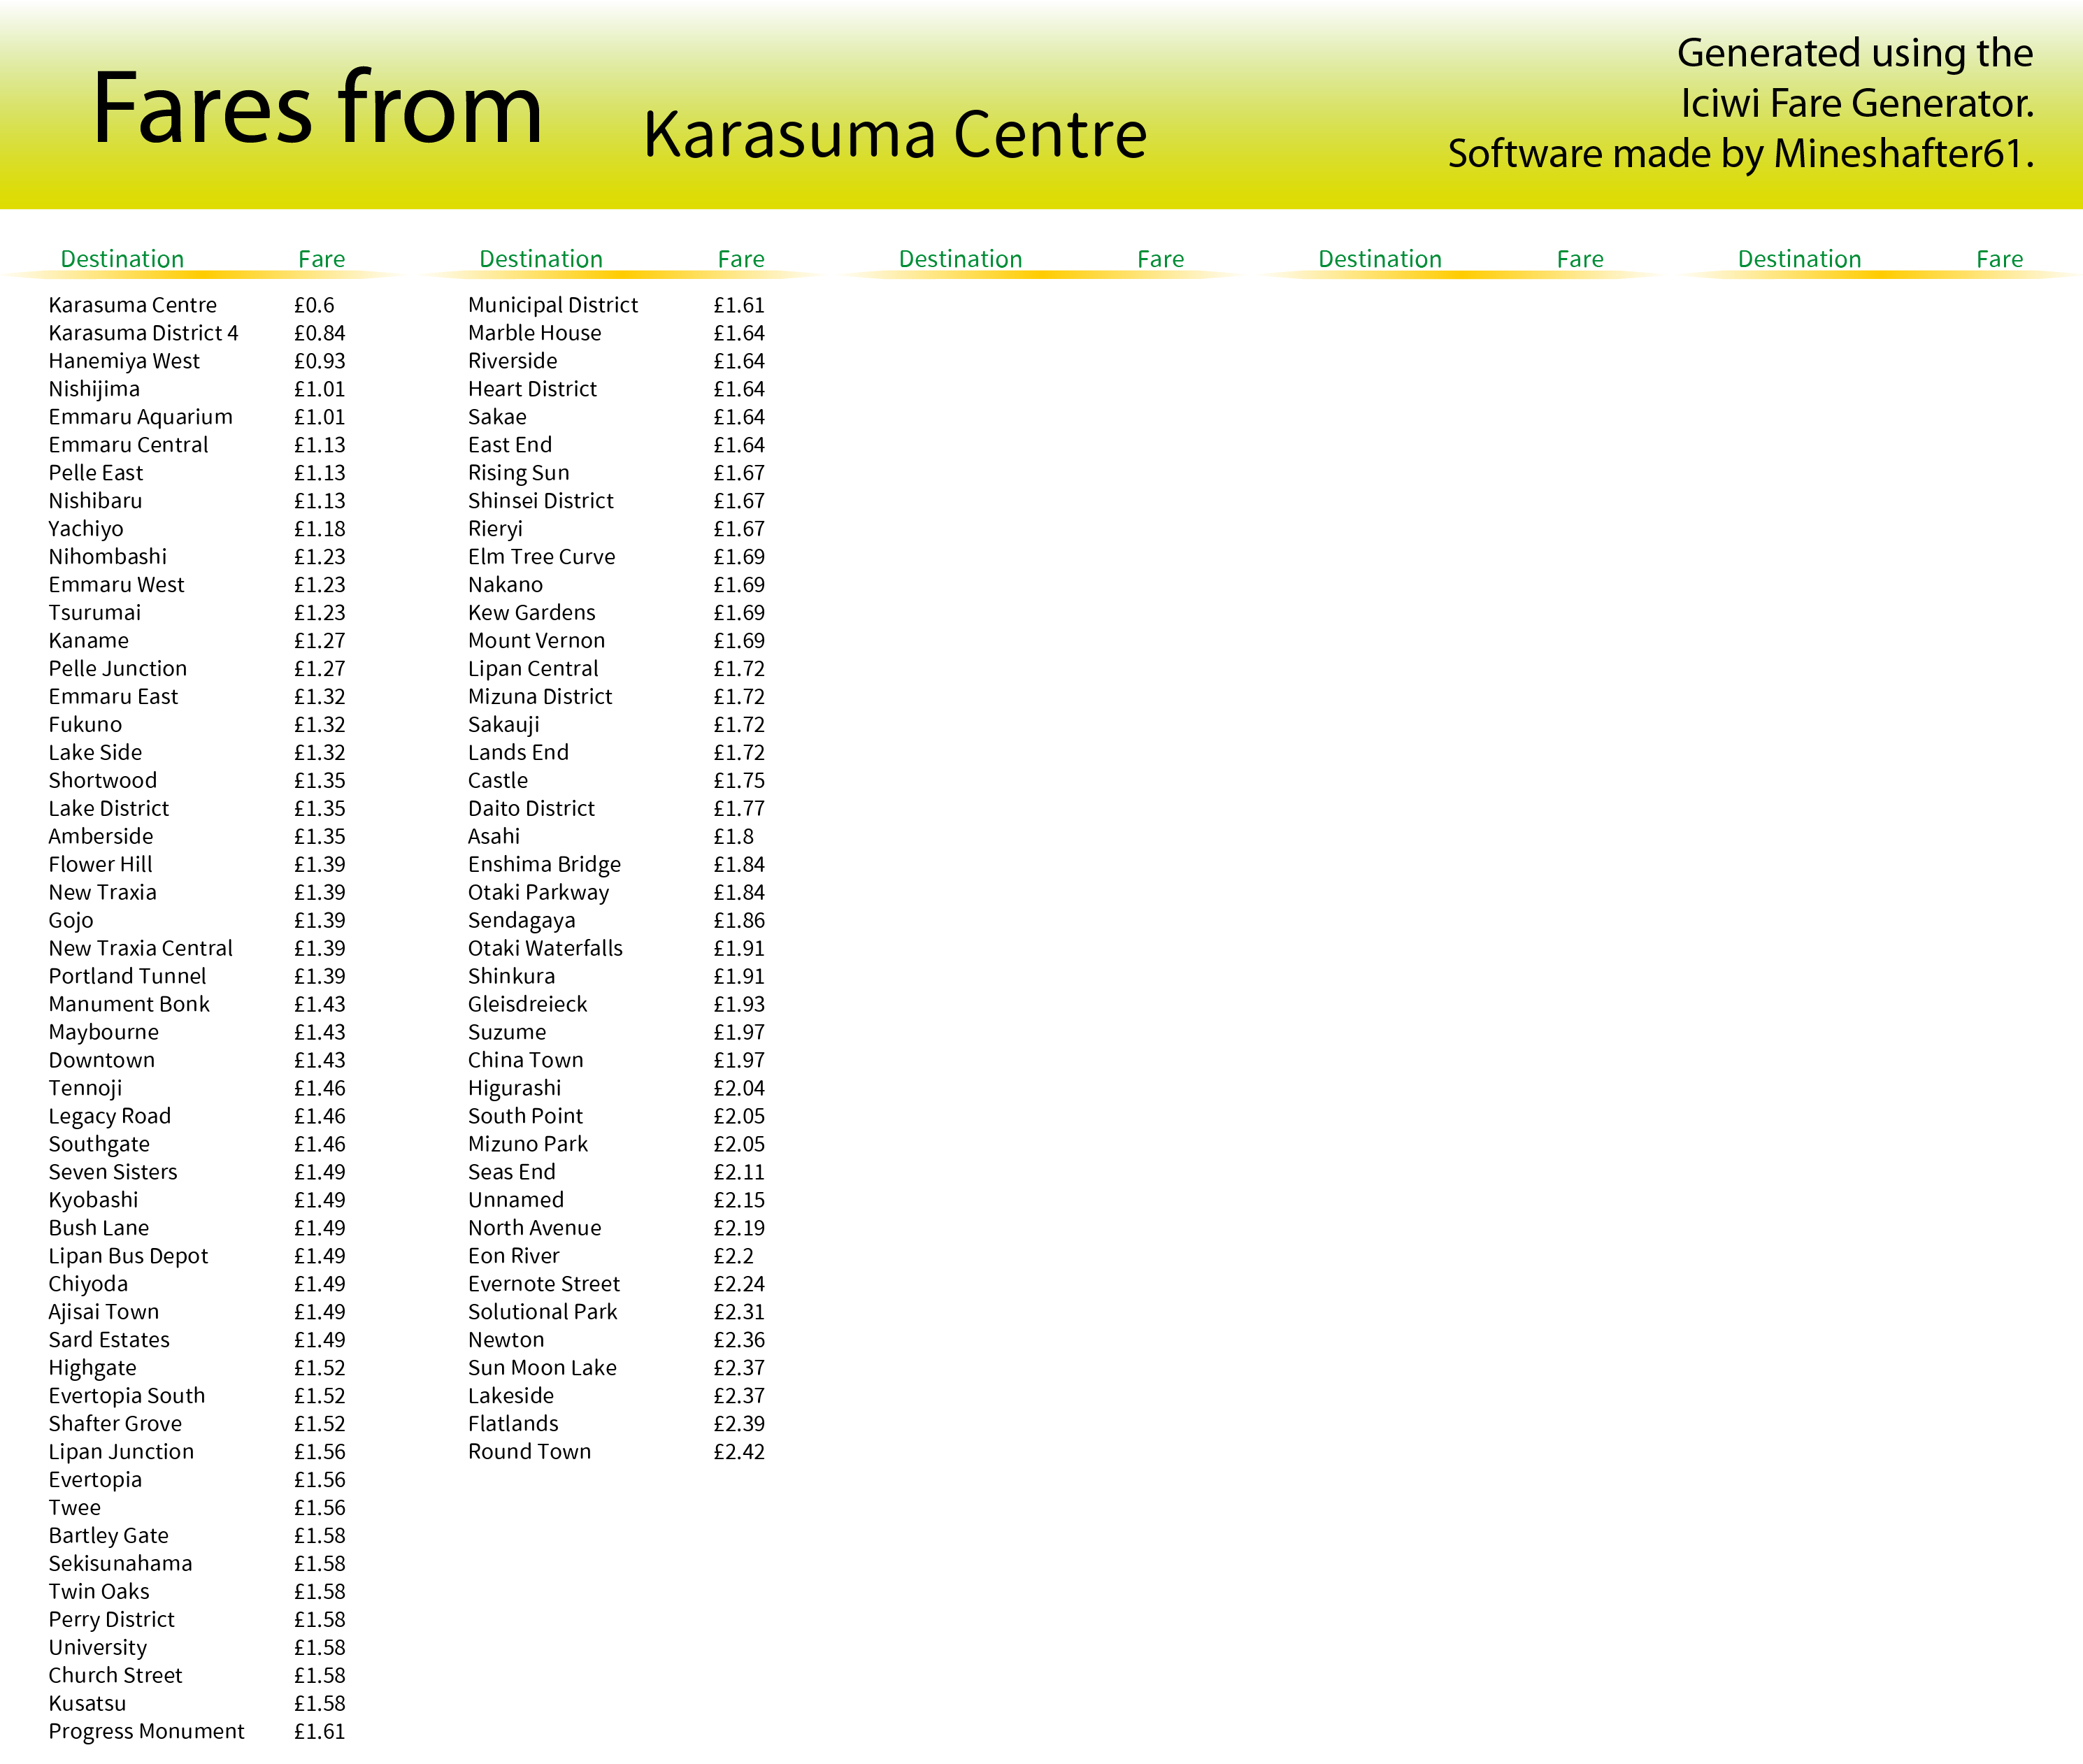 Fares from Karasuma Centre
Generated using the
Iciwi Fare Generator.
Software made by Mineshafter61.
Destination Fare
Karasuma Centre £0.6
Karasuma District 4 £0.84
Hanemiya West £0.93
Nishijima £1.01
Emmaru Aquarium £1.01
Emmaru Central £1.13
Pelle East £1.13
Nishibaru £1.13
Yachiyo £1.18
Nihombashi £1.23
Emmaru West £1.23
Tsurumai £1.23
Kaname £1.27
Pelle Junction £1.27
Emmaru East £1.32
Fukuno £1.32
Lake Side £1.32
Shortwood £1.35
Lake District £1.35
Amberside £1.35
Flower Hill £1.39
New Traxia £1.39
Gojo £1.39
New Traxia Central £1.39
Portland Tunnel £1.39
Manument Bonk £1.43
Maybourne £1.43
Downtown £1.43
Tennoji £1.46
Legacy Road £1.46
Southgate £1.46
Seven Sisters £1.49
Kyobashi £1.49
Bush Lane £1.49
Lipan Bus Depot £1.49
Chiyoda £1.49
Ajisai Town £1.49
Sard Estates £1.49
Highgate £1.52
Evertopia South £1.52
Shafter Grove £1.52
Lipan Junction £1.56
Evertopia £1.56
Twee £1.56
Bartley Gate £1.58
Sekisunahama £1.58
Twin Oaks £1.58
Perry District £1.58
University £1.58
Church Street £1.58
Kusatsu £1.58
Progress Monument £1.61
Destination Fare
Municipal District £1.61
Marble House £1.64
Riverside £1.64
Heart District £1.64
Sakae £1.64
East End £1.64
Rising Sun £1.67
Shinsei District £1.67
Rieryi £1.67
Elm Tree Curve £1.69
Nakano £1.69
Kew Gardens £1.69
Mount Vernon £1.69
Lipan Central £1.72
Mizuna District £1.72
Sakauji £1.72
Lands End £1.72
Castle £1.75
Daito District £1.77
Asahi £1.8
Enshima Bridge £1.84
Otaki Parkway £1.84
Sendagaya £1.86
Otaki Waterfalls £1.91
Shinkura £1.91
Gleisdreieck £1.93
Suzume £1.97
China Town £1.97
Higurashi £2.04
South Point £2.05
Mizuno Park £2.05
Seas End £2.11
Unnamed £2.15
North Avenue £2.19
Eon River £2.2
Evernote Street £2.24
Solutional Park £2.31
Newton £2.36
Sun Moon Lake £2.37
Lakeside £2.37
Flatlands £2.39
Round Town £2.42
Destination Fare
Destination Fare
Destination Fare